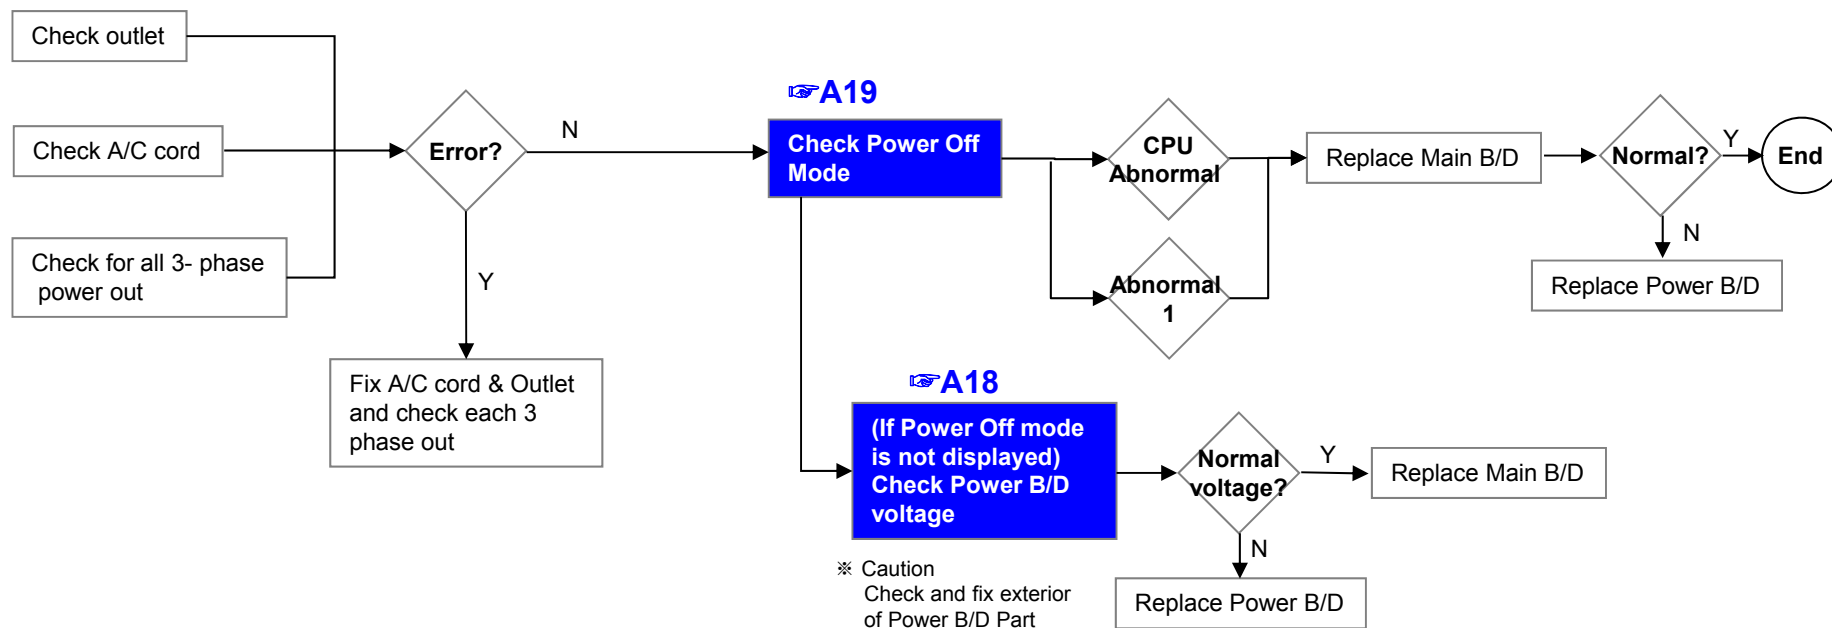 Check outlet
Check A/C cord
Check for all 3- phase
power out
Error?
N
Y
Fix A/C cord & Outlet
and check each 3
phase out
☞A19
Check Power Off
Mode
CPU
Abnormal
Abnormal
1
Replace Main B/D
Normal?
Y
End
N
Replace Power B/D
☞A18
(If Power Off mode
is not displayed)
Check Power B/D
voltage
※ Caution
Check and fix exterior
of Power B/D Part
Normal
voltage?
Y
Replace Main B/D
N
Replace Power B/D